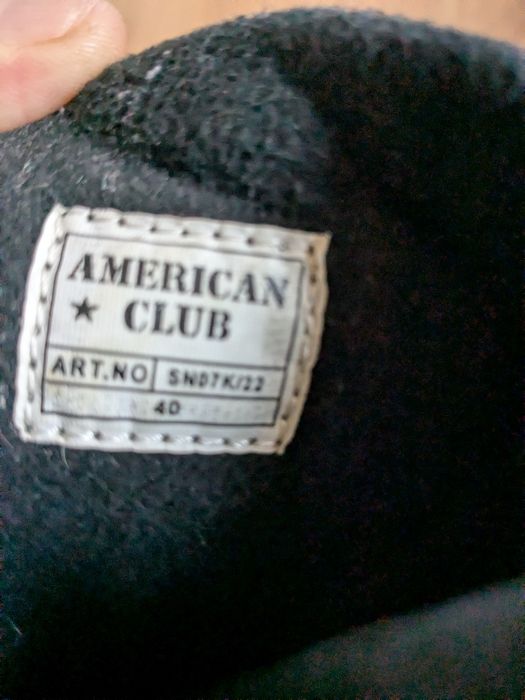 AMERICAN
★ CLUB
ART.NO SN07K/22
40